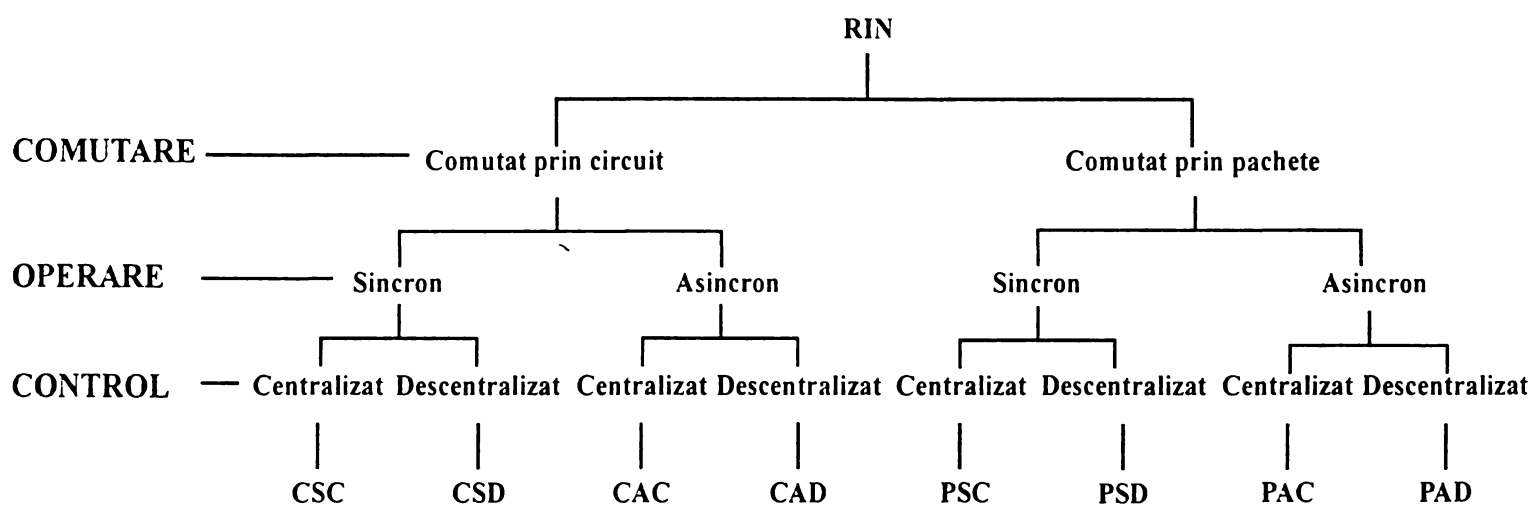 RIN
COMUTARE Comutat prin circuit Comutat prin pachete
OPERARE Sincron Asincron Sincron Asincron
CONTROL Centralizat Descentralizat Centralizat Descentralizat Centralizat Descentralizat Centralizat Descentralizat
CSC CSD CAC CAD PSC PSD PAC PAD